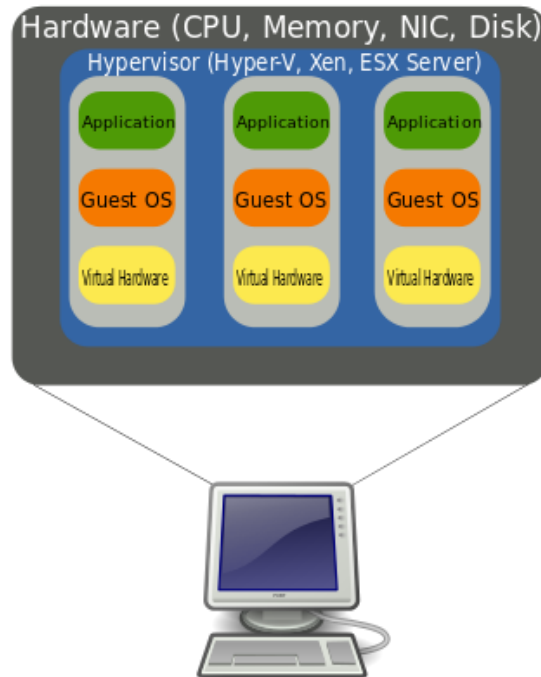 Hardware (CPU, Memory, NIC, Disk)
Hypervisor (Hyper-V, Xen, ESX Server)
Application Application Application
Guest OS Guest OS Guest OS
Virtual Hardware Virtual Hardware Virtual Hardware